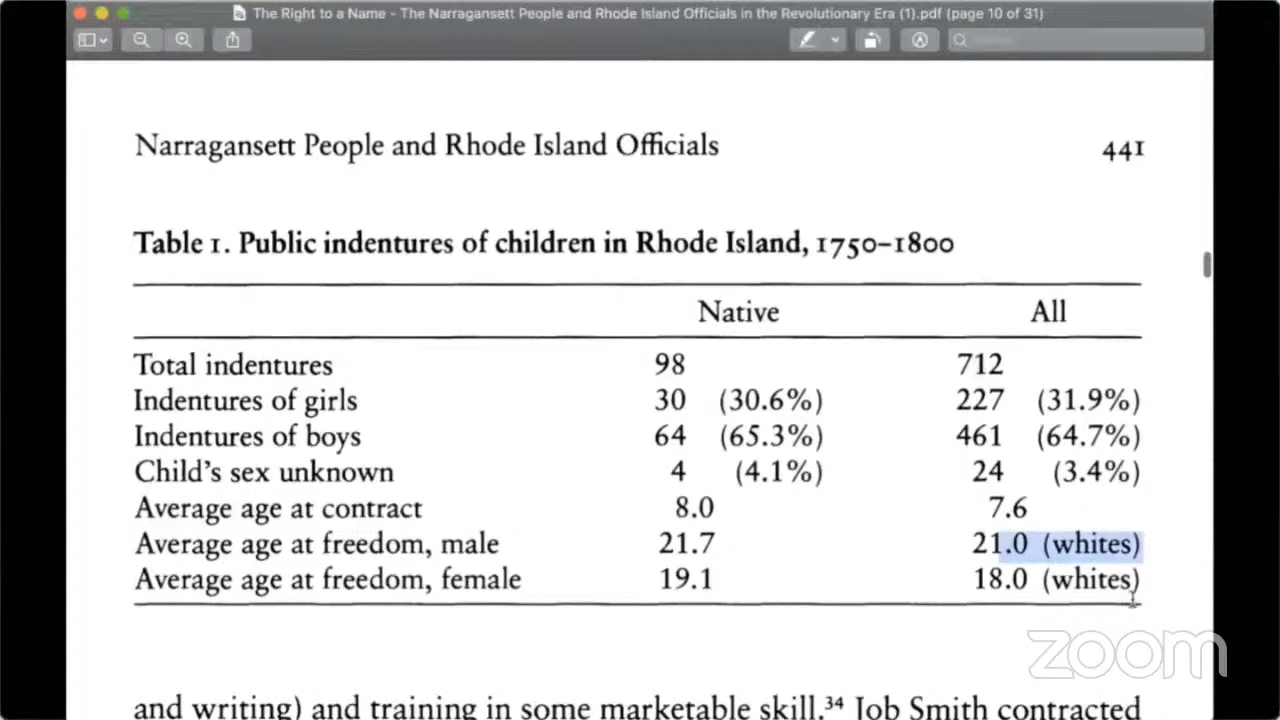 The Right to a Name - The Narragansett People and Rhode Island Officials in the Revolutionary Era (1).pdf (page 10 of 31)
Narragansett People and Rhode Island Officials 441
Table 1. Public indentures of children in Rhode Island, 1750–1800
Native All
Total indentures 98 712
Indentures of girls 30 (30.6%) 227 (31.9%)
Indentures of boys 64 (65.3%) 461 (64.7%)
Child's sex unknown 4 (4.1%) 24 (3.4%)
Average age at contract 8.0 7.6
Average age at freedom, male 21.7 21.0 (whites)
Average age at freedom, female 19.1 18.0 (whites)
zoom
and writing) and training in some marketable skill.³⁴ Job Smith contracted